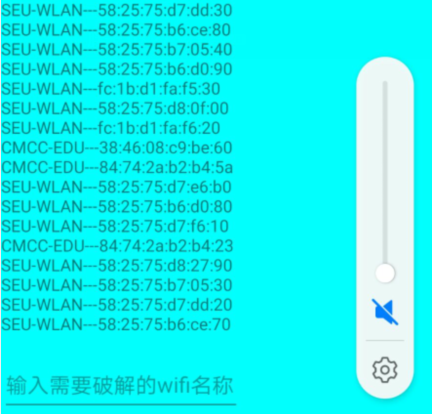 SEU-WLAN---58:25:75:d7:dd:30
SEU-WLAN---58:25:75:b6:ce:80
SEU-WLAN---58:25:75:b7:05:40
SEU-WLAN---58:25:75:b6:d0:90
SEU-WLAN---fc:1b:d1:fa:f5:30
SEU-WLAN---58:25:75:d8:0f:00
SEU-WLAN---fc:1b:d1:fa:f6:20
CMCC-EDU---38:46:08:c9:be:60
CMCC-EDU---84:74:2a:b2:b4:5a
SEU-WLAN---58:25:75:d7:e6:b0
SEU-WLAN---58:25:75:b6:d0:80
SEU-WLAN---58:25:75:d7:f6:10
CMCC-EDU---84:74:2a:b2:b4:23
SEU-WLAN---58:25:75:d8:27:90
SEU-WLAN---58:25:75:b7:05:30
SEU-WLAN---58:25:75:d7:dd:20
SEU-WLAN---58:25:75:b6:ce:70
输入需要破解的wifi名称